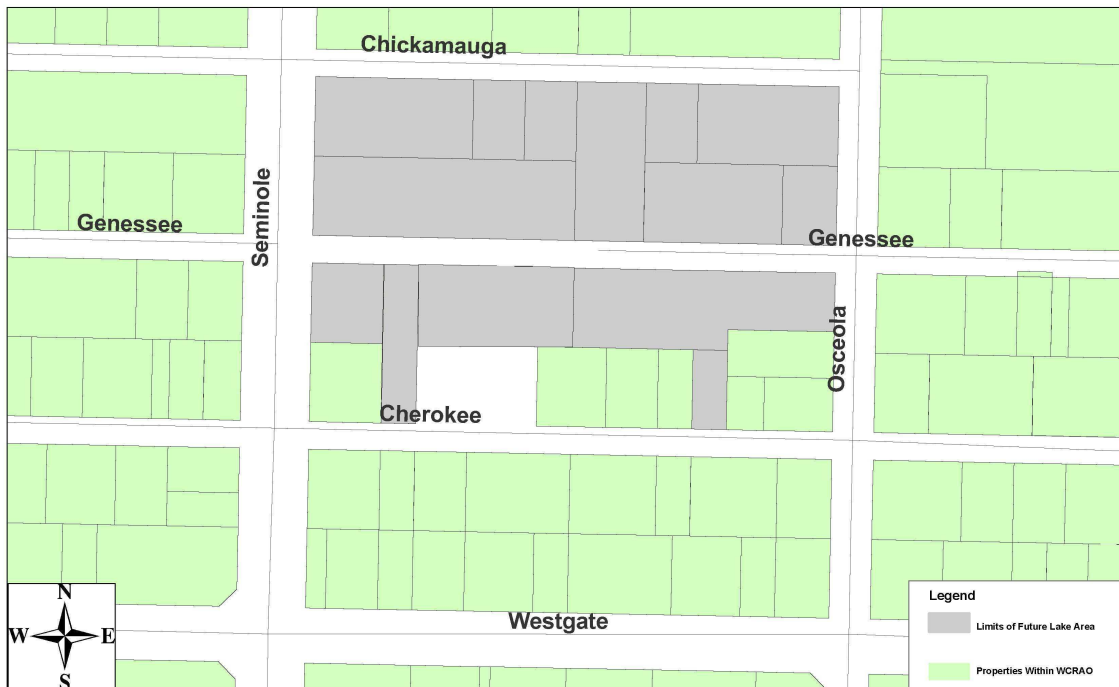 Chickamauga
Seminole
Genessee
Genessee
Osceola
Cherokee
Westgate
N
W E
S
Legend
Limits of Future Lake Area
Properties Within WCRAO